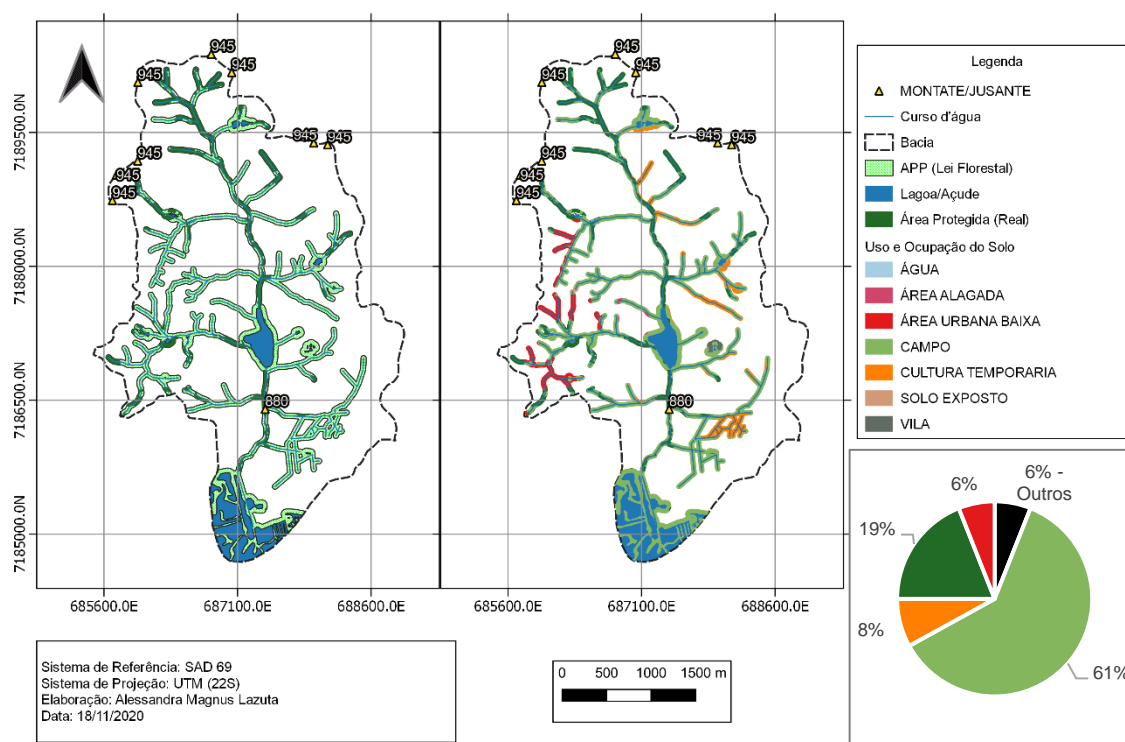 945
945
945
945
945
945
945
945
880
945
945
945
945
945
945
945
945
880
7189500.0N
7188000.0N
7186500.0N
7185000.0N
685600.0E
687100.0E
688600.0E
685600.0E
687100.0E
688600.0E
Legenda
MONTATE/JUSANTE
Curso d'água
Bacia
APP (Lei Florestal)
Lagoa/Açude
Área Protegida (Real)
Uso e Ocupação do Solo
ÁGUA
ÁREA ALAGADA
ÁREA URBANA BAIXA
CAMPO
CULTURA TEMPORARIA
SOLO EXPOSTO
VILA
6%
6% -
Outros
19%
8%
61%
Sistema de Referência: SAD 69
Sistema de Projeção: UTM (22S)
Elaboração: Alessandra Magnus Lazuta
Data: 18/11/2020
0 500 1000 1500 m